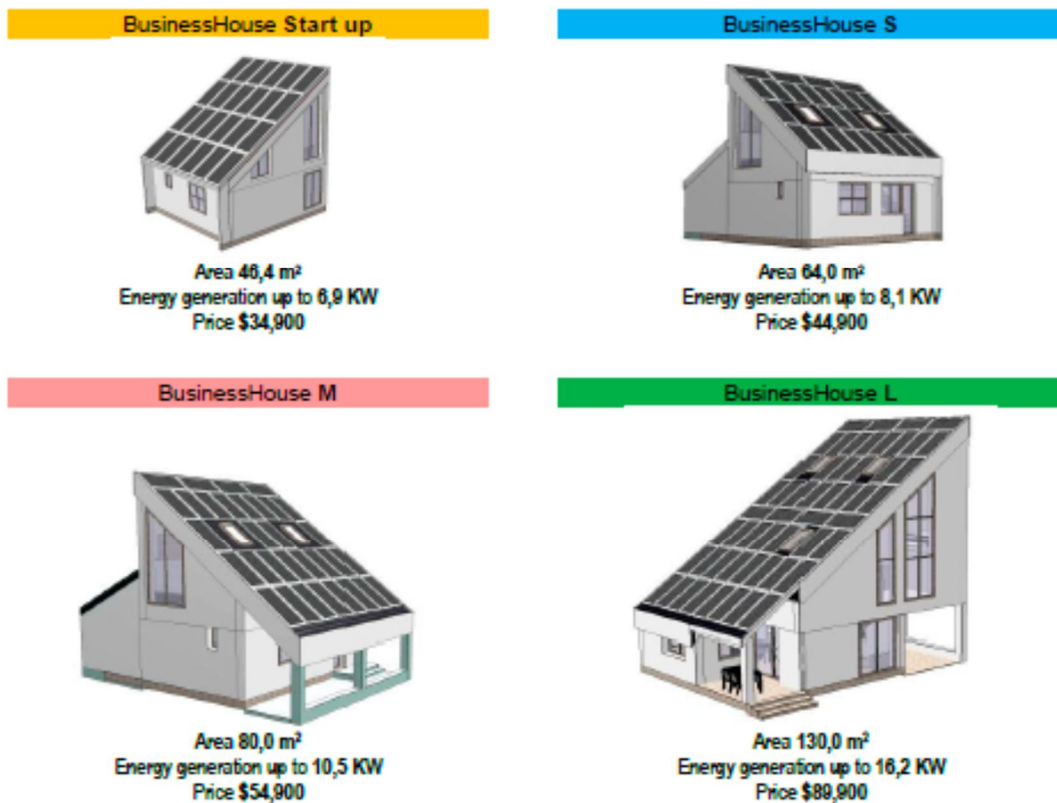 BusinessHouse Start up
Area 46,4 m²
Energy generation up to 6,9 KW
Price $34,900
BusinessHouse S
Area 64,0 m²
Energy generation up to 8,1 KW
Price $44,900
BusinessHouse M
Area 80,0 m²
Energy generation up to 10,5 KW
Price $54,900
BusinessHouse L
Area 130,0 m²
Energy generation up to 16,2 KW
Price $89,900